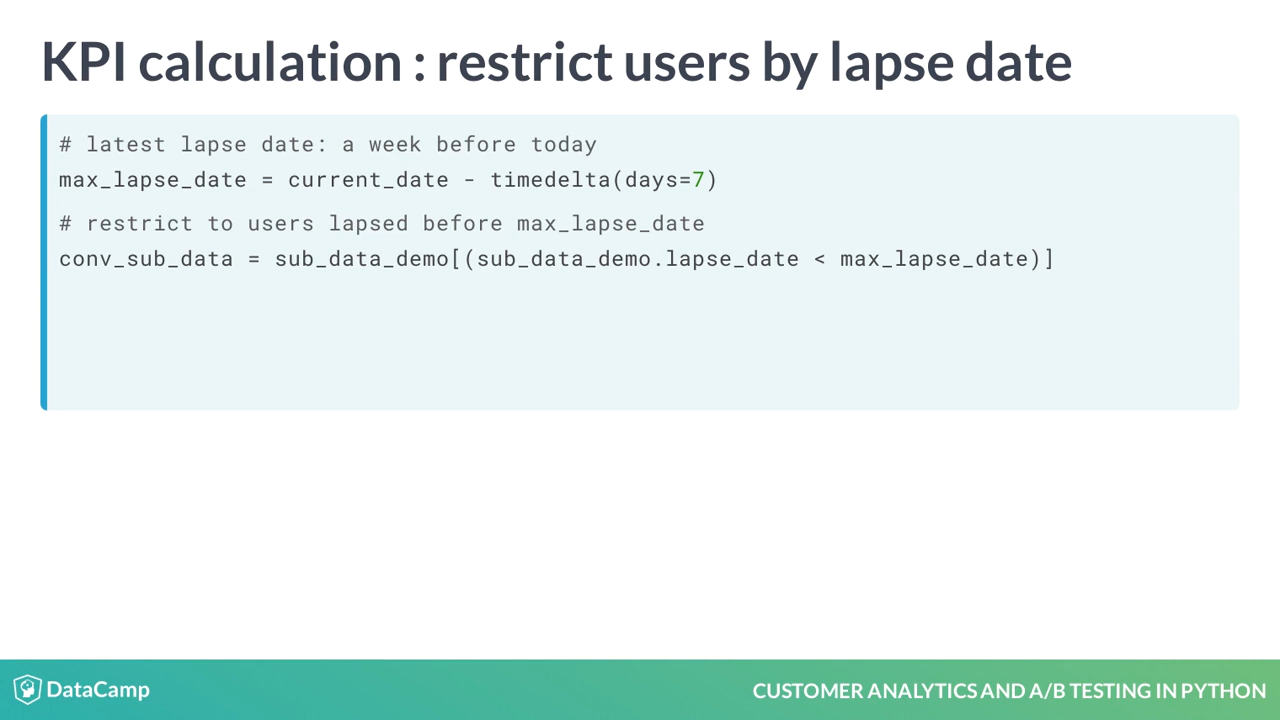 KPI calculation : restrict users by lapse date
# latest lapse date: a week before today
max_lapse_date = current_date - timedelta(days=7)
# restrict to users lapsed before max_lapse_date
conv_sub_data = sub_data_demo[(sub_data_demo.lapse_date < max_lapse_date)]
DataCamp
CUSTOMER ANALYTICS AND A/B TESTING IN PYTHON